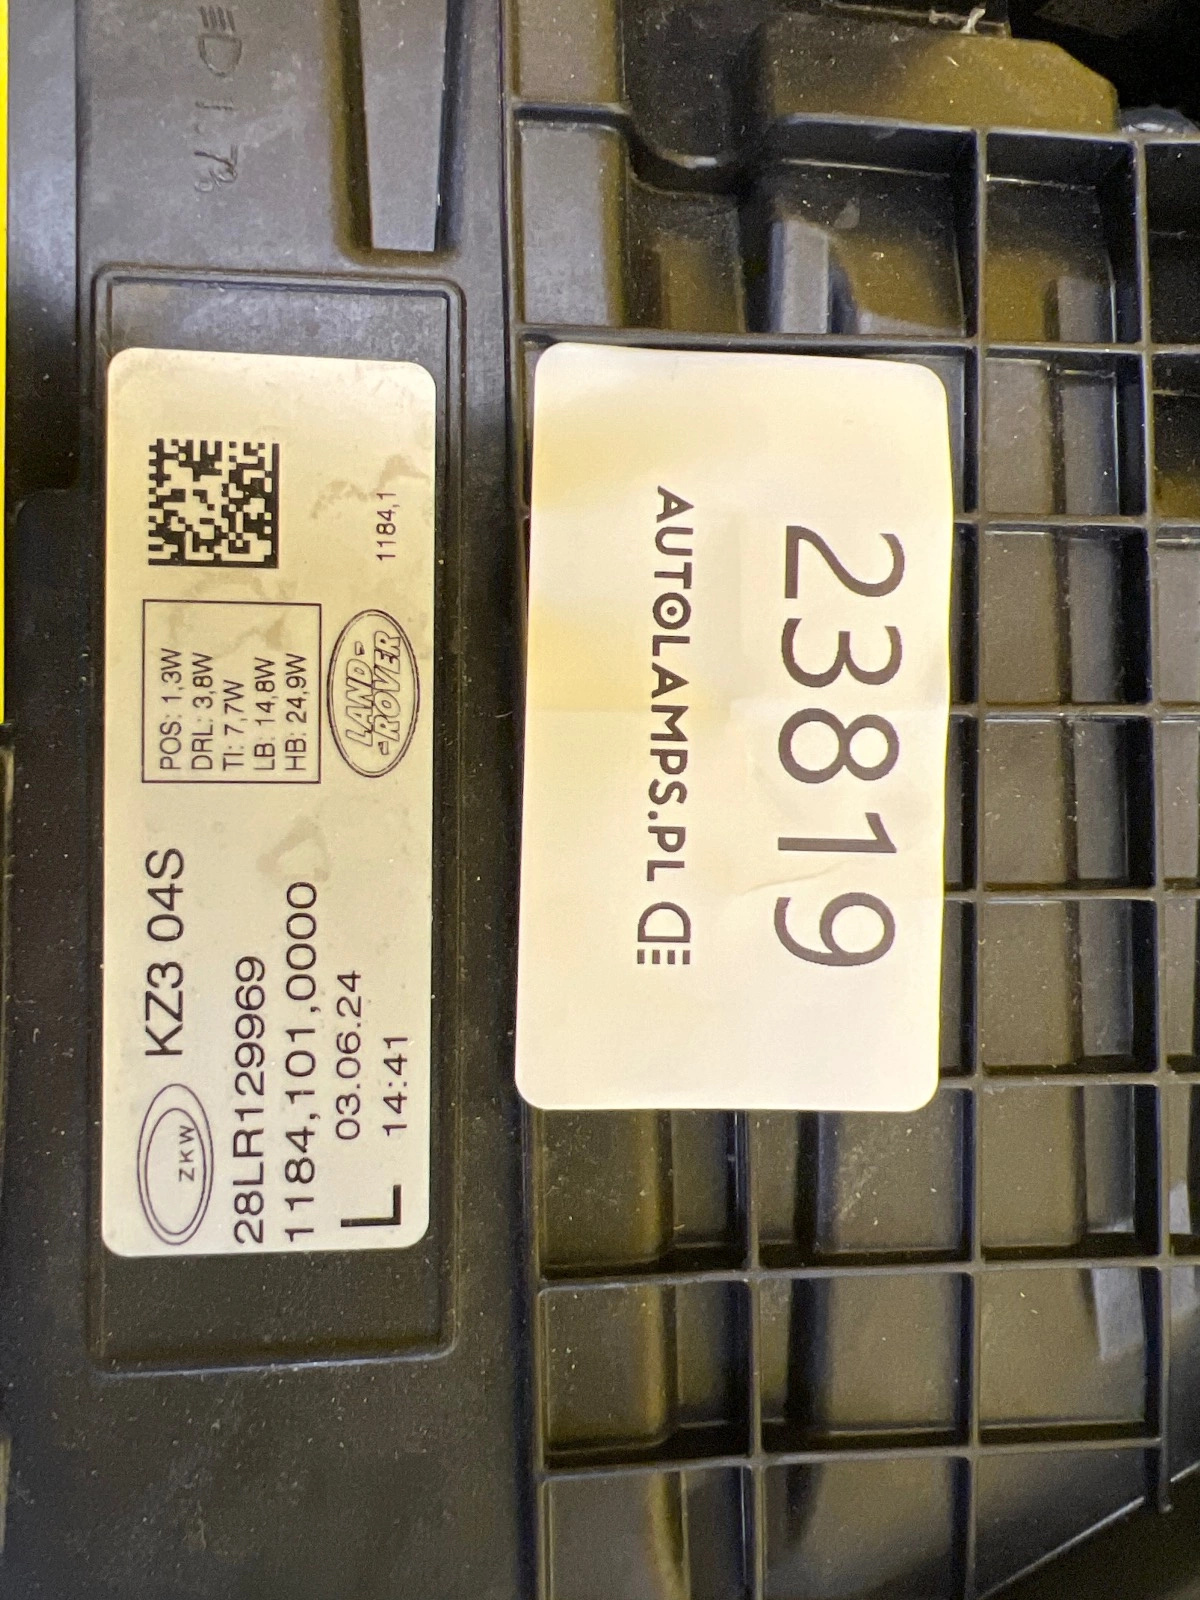 ZKW
KZ3 04S
28LR129969
1184,101,0000
L
03.06.24
14:41
POS: 1,3W
DRL: 3,8W
TI: 7,7W
LB: 14,8W
HB: 24,9W
LAND-
-ROVER
1184,1
23819
AUTOLAMPS.PL